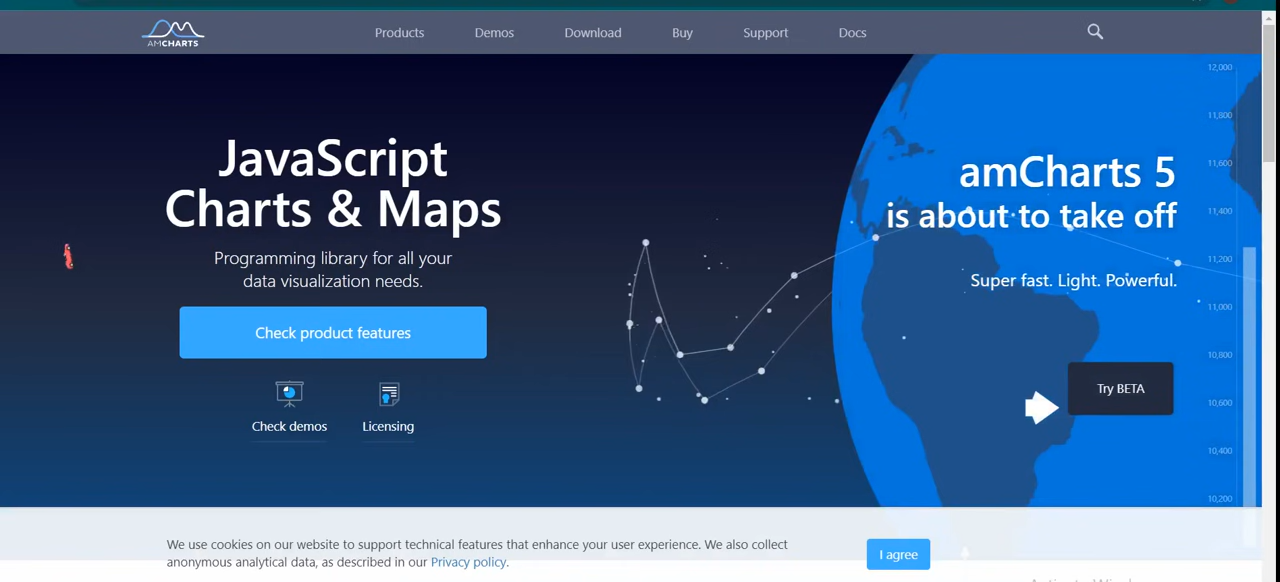 AMCHARTS
Products
Demos
Download
Buy
Support
Docs
JavaScript
Charts & Maps
Programming library for all your
data visualization needs.
Check product features
Check demos
Licensing
amCharts 5
is about to take off
Super fast. Light. Powerful.
Try BETA
12,000
11,800
11,600
11,400
11,200
11,000
10,800
10,600
10,400
10,200
We use cookies on our website to support technical features that enhance your user experience. We also collect
anonymous analytical data, as described in our Privacy policy.
I agree